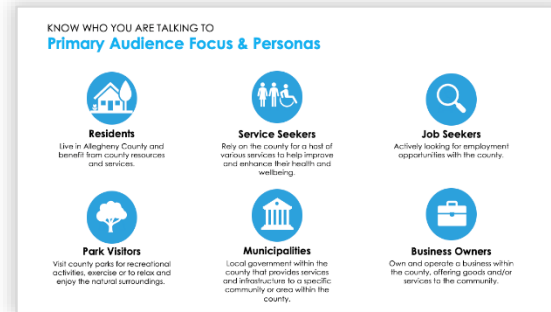 KNOW WHO YOU ARE TALKING TO
Primary Audience Focus & Personas
Residents
Live in Allegheny County and
benefit from county resources
and services.
Service Seekers
Rely on the county for a host of
various services to help improve
and enhance their health and
wellbeing.
Job Seekers
Actively looking for employment
opportunities with the county.
Park Visitors
Visit county parks for recreational
activities, exercise or to relax and
enjoy the natural surroundings.
Municipalities
Local government within the
county that provides services
and infrastructure to a specific
community or area within the
county.
Business Owners
Own and operate a business within
the county, offering goods and/or
services to the community.